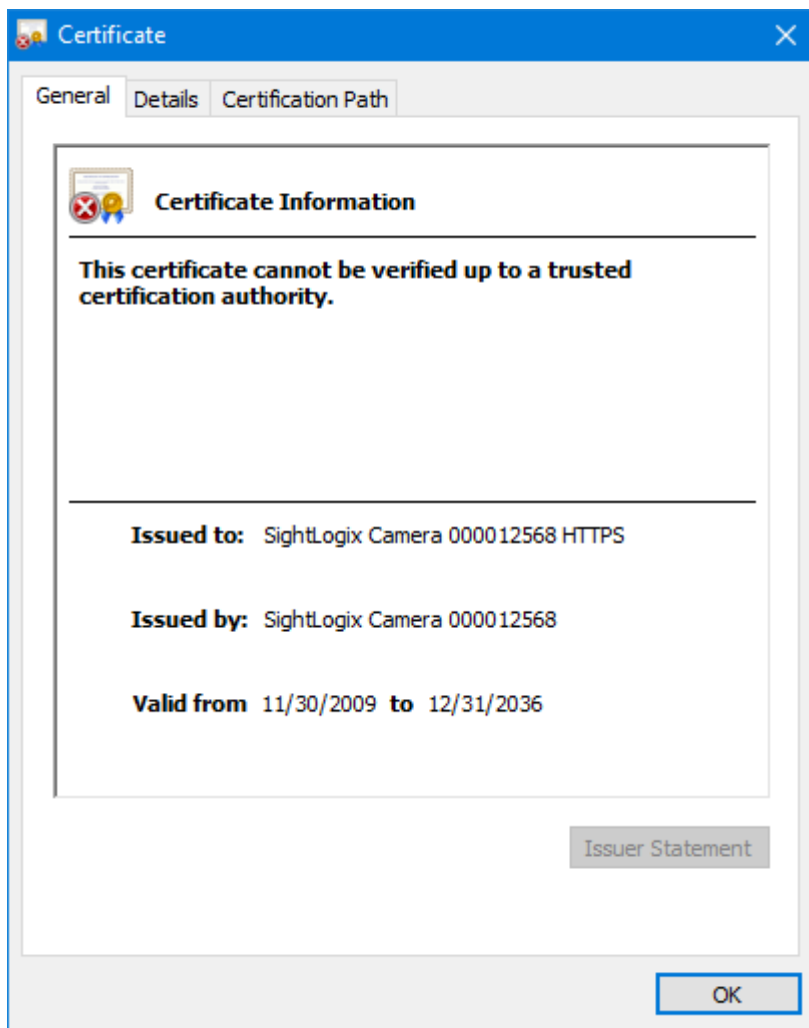 Certificate
General Details Certification Path
Certificate Information
This certificate cannot be verified up to a trusted
certification authority.
Issued to: SightLogix Camera 000012568 HTTPS
Issued by: SightLogix Camera 000012568
Valid from 11/30/2009 to 12/31/2036
Issuer Statement
OK